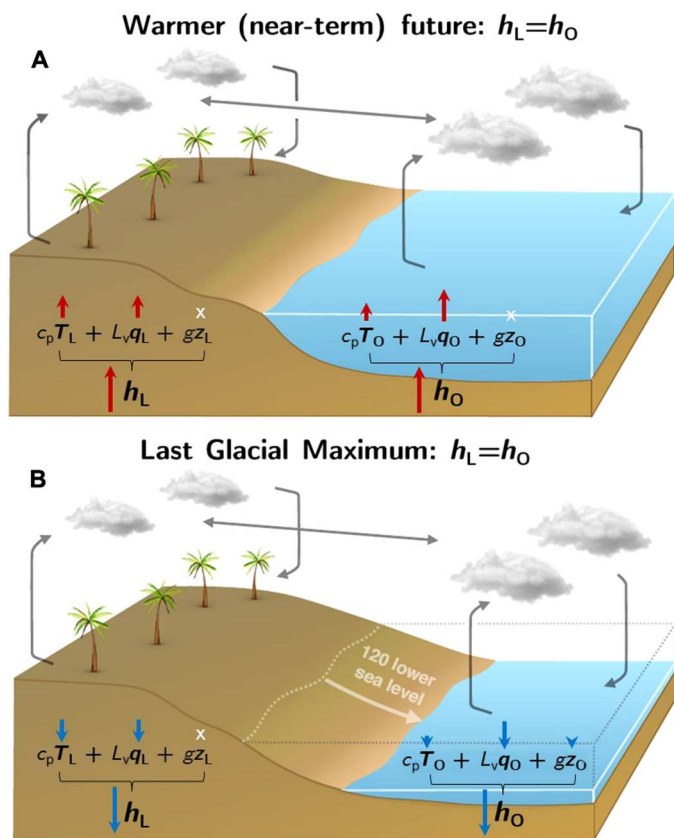 Warmer (near-term) future: hL=hO
A
x x
cpTL + LvqL + gzL cpTO + LvqO + gzO
hL hO
Last Glacial Maximum: hL=hO
B
120 lower
sea level
x
cpTL + LvqL + gzL cpTO + LvqO + gzO
hL hO